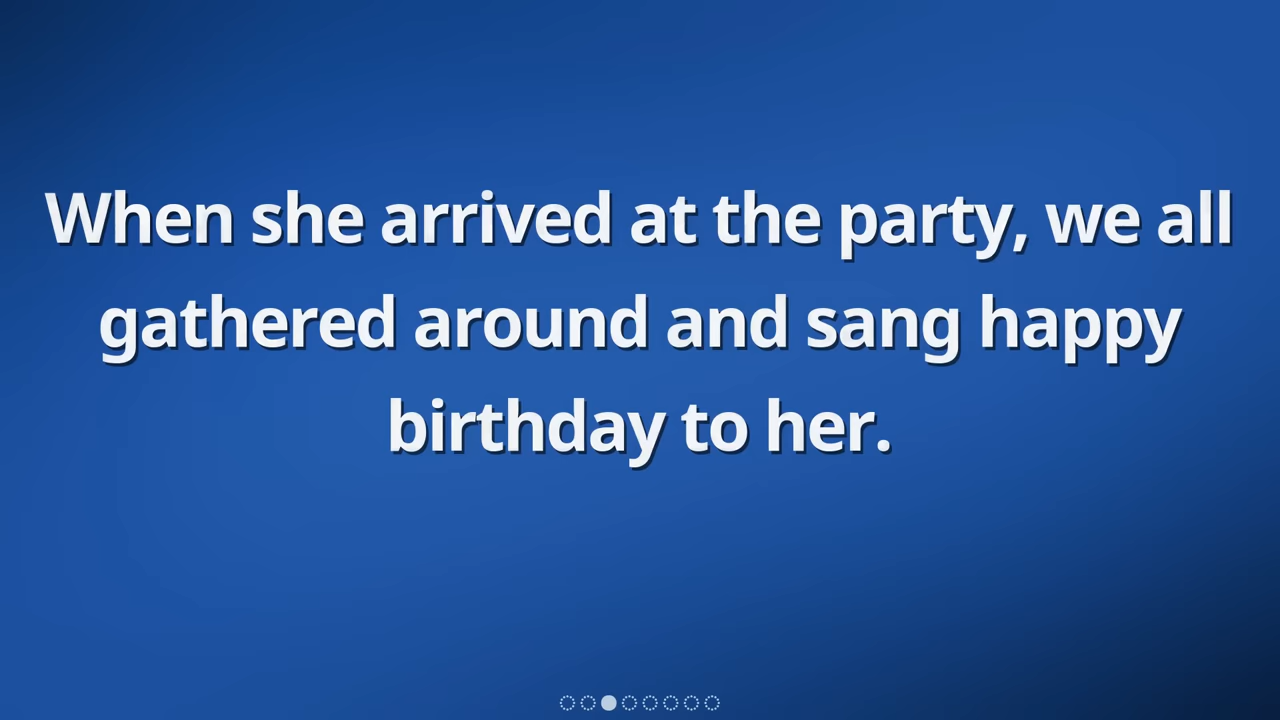 When she arrived at the party, we all
gathered around and sang happy
birthday to her.